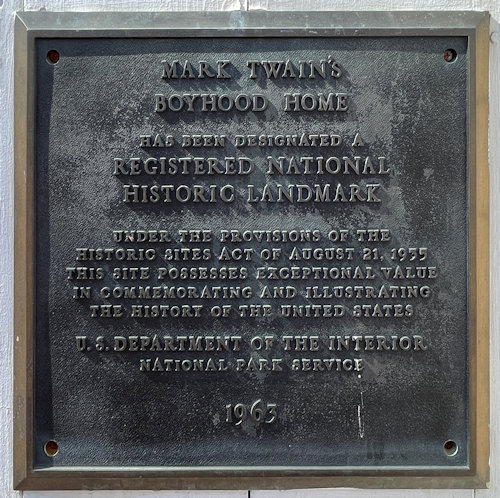 MARK TWAIN'S
BOYHOOD HOME
HAS BEEN DESIGNATED A
REGISTERED NATIONAL
HISTORIC LANDMARK
UNDER THE PROVISIONS OF THE
HISTORIC SITES ACT OF AUGUST 21, 1935
THIS SITE POSSESSES EXCEPTIONAL VALUE
IN COMMEMORATING AND ILLUSTRATING
THE HISTORY OF THE UNITED STATES
U. S. DEPARTMENT OF THE INTERIOR
NATIONAL PARK SERVICE
1963